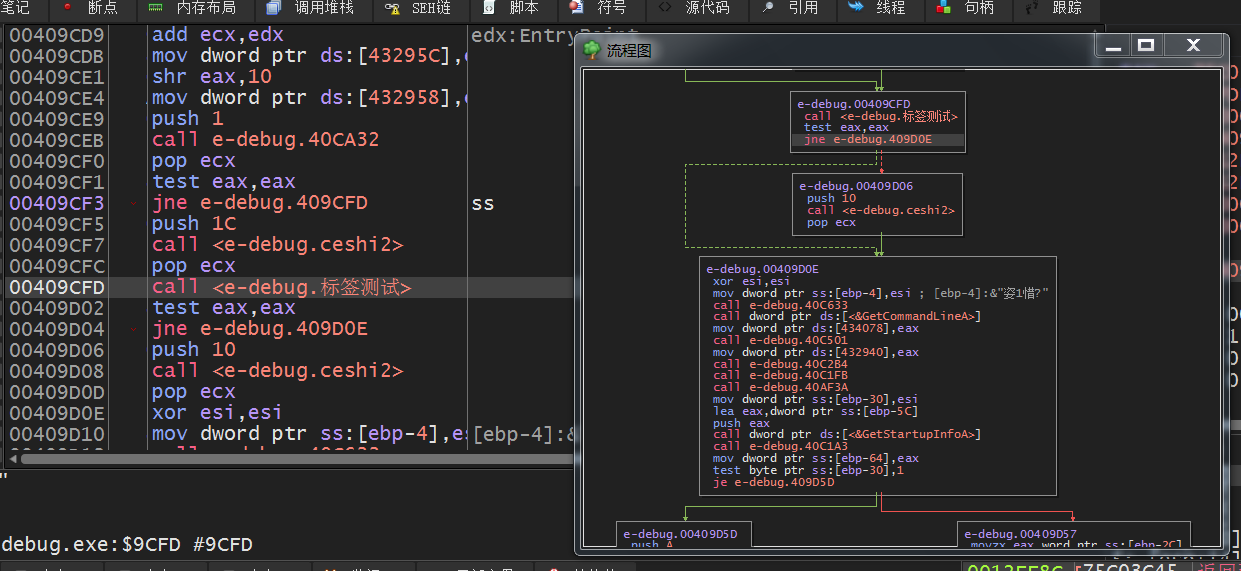 笔记 断点 内存布局 调用堆栈 SEH链 脚本 符号 源代码 引用 线程 句柄 跟踪
00409CD9 add ecx,edx edx:EntryPoint
00409CDB mov dword ptr ds:[43295C],
00409CE1 shr eax,10
00409CE4 mov dword ptr ds:[432958],
00409CE9 push 1
00409CEB call e-debug.40CA32
00409CF0 pop ecx
00409CF1 test eax,eax
00409CF3 jne e-debug.409CFD ss
00409CF5 push 1C
00409CF7 call <e-debug.ceshi2>
00409CFC pop ecx
00409CFD call <e-debug.标签测试>
00409D02 test eax,eax
00409D04 jne e-debug.409D0E
00409D06 push 10
00409D08 call <e-debug.ceshi2>
00409D0D pop ecx
00409D0E xor esi,esi
00409D10 mov dword ptr ss:[ebp-4],es [ebp-4]:&
"
debug.exe:$9CFD #9CFD
流程图
e-debug.00409CFD
call <e-debug.标签测试>
test eax,eax
jne e-debug.409D0E
e-debug.00409D06
push 10
call <e-debug.ceshi2>
pop ecx
e-debug.00409D0E
xor esi,esi
mov dword ptr ss:[ebp-4],esi ; [ebp-4]:&"姿1惜?"
call e-debug.40C633
call dword ptr ds:[<&GetCommandLineA>]
mov dword ptr ds:[434078],eax
call e-debug.40C501
mov dword ptr ds:[432940],eax
call e-debug.40C2B4
call e-debug.40C1FB
call e-debug.40AF3A
mov dword ptr ss:[ebp-30],esi
lea eax,dword ptr ss:[ebp-5C]
push eax
call dword ptr ds:[<&GetStartupInfoA>]
call e-debug.40C1A3
mov dword ptr ss:[ebp-64],eax
test byte ptr ss:[ebp-30],1
je e-debug.409D5D
e-debug.00409D5D
push A
e-debug.00409D57
movzx eax,word ptr ss:[ebp-2C]